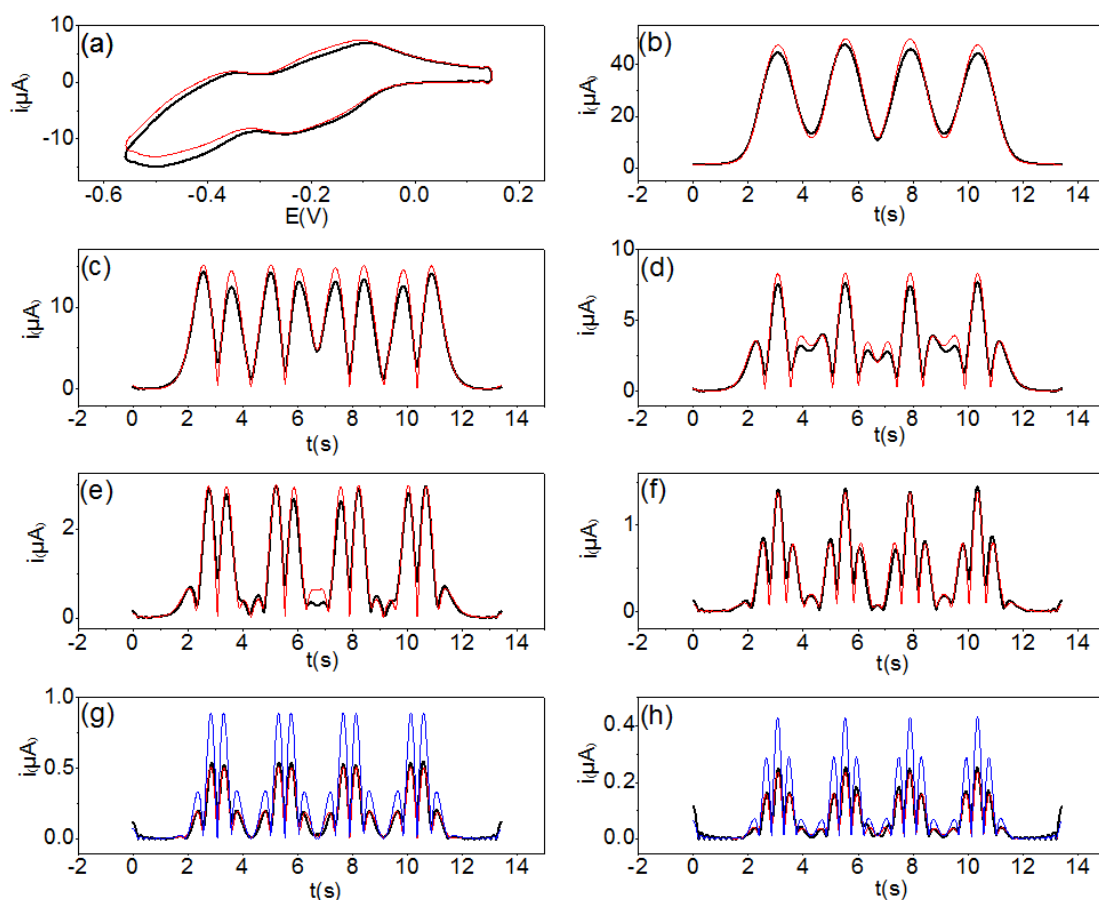 (a)
i(μA)
10
0
-10
-0.6 -0.4 -0.2 0.0 0.2
E(V)
(b)
i(μA)
40
20
0
-2 0 2 4 6 8 10 12 14
t(s)
(c)
i(μA)
10
0
-2 0 2 4 6 8 10 12 14
t(s)
(d)
i(μA)
10
5
0
-2 0 2 4 6 8 10 12 14
t(s)
(e)
i(μA)
2
0
-2 0 2 4 6 8 10 12 14
t(s)
(f)
i(μA)
1
0
-2 0 2 4 6 8 10 12 14
t(s)
(g)
i(μA)
1.0
0.5
0.0
-2 0 2 4 6 8 10 12 14
t(s)
(h)
i(μA)
0.4
0.2
0.0
-2 0 2 4 6 8 10 12 14
t(s)